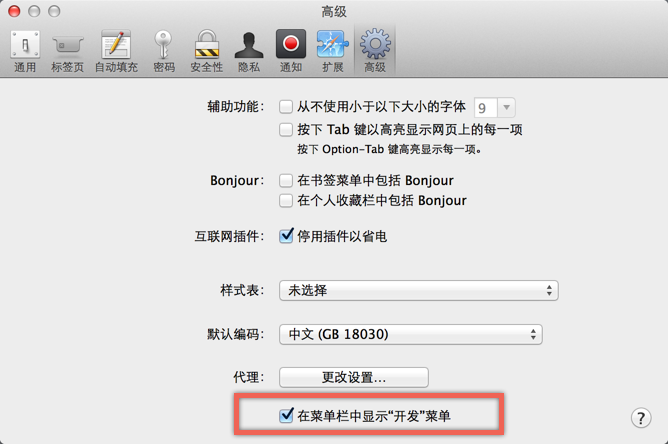 高级
通用 标签页 自动填充 密码 安全性 隐私 通知 扩展 高级
辅助功能： 从不使用小于以下大小的字体 9
按下 Tab 键以高亮显示网页上的每一项
按下 Option-Tab 键高亮显示每一项。
Bonjour： 在书签菜单中包括 Bonjour
在个人收藏栏中包括 Bonjour
互联网插件： 停用插件以省电
样式表： 未选择
默认编码： 中文 (GB 18030)
代理： 更改设置...
在菜单栏中显示“开发”菜单 ?